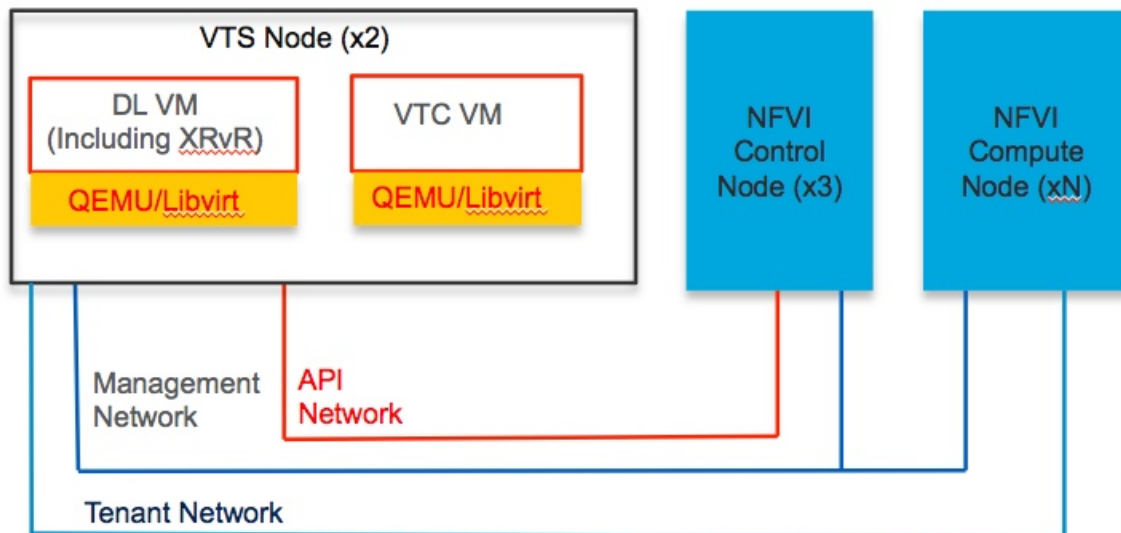 VTS Node (x2)
DL VM
(Including XRvR)
QEMU/Libvirt
VTC VM
QEMU/Libvirt
NFVI
Control
Node (x3)
NFVI
Compute
Node (xN)
Management
Network
API
Network
Tenant Network